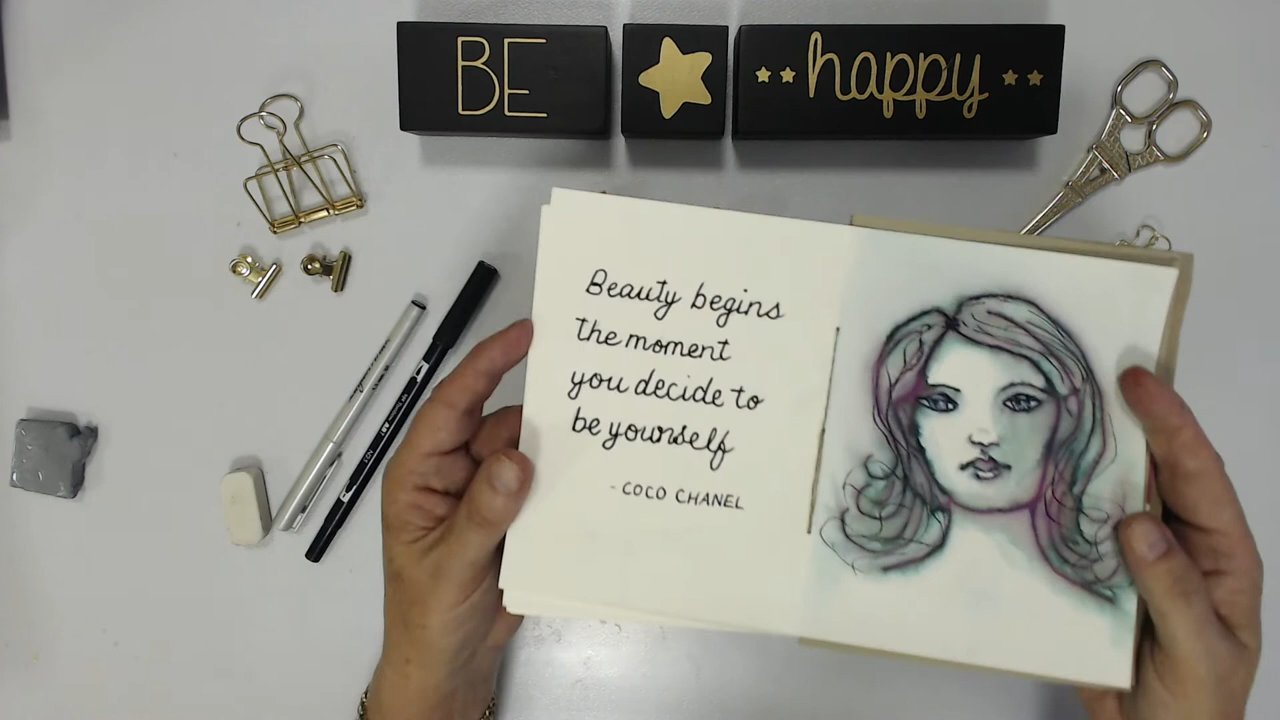 BE happy
Beauty begins
the moment
you decide to
be yourself
- COCO CHANEL